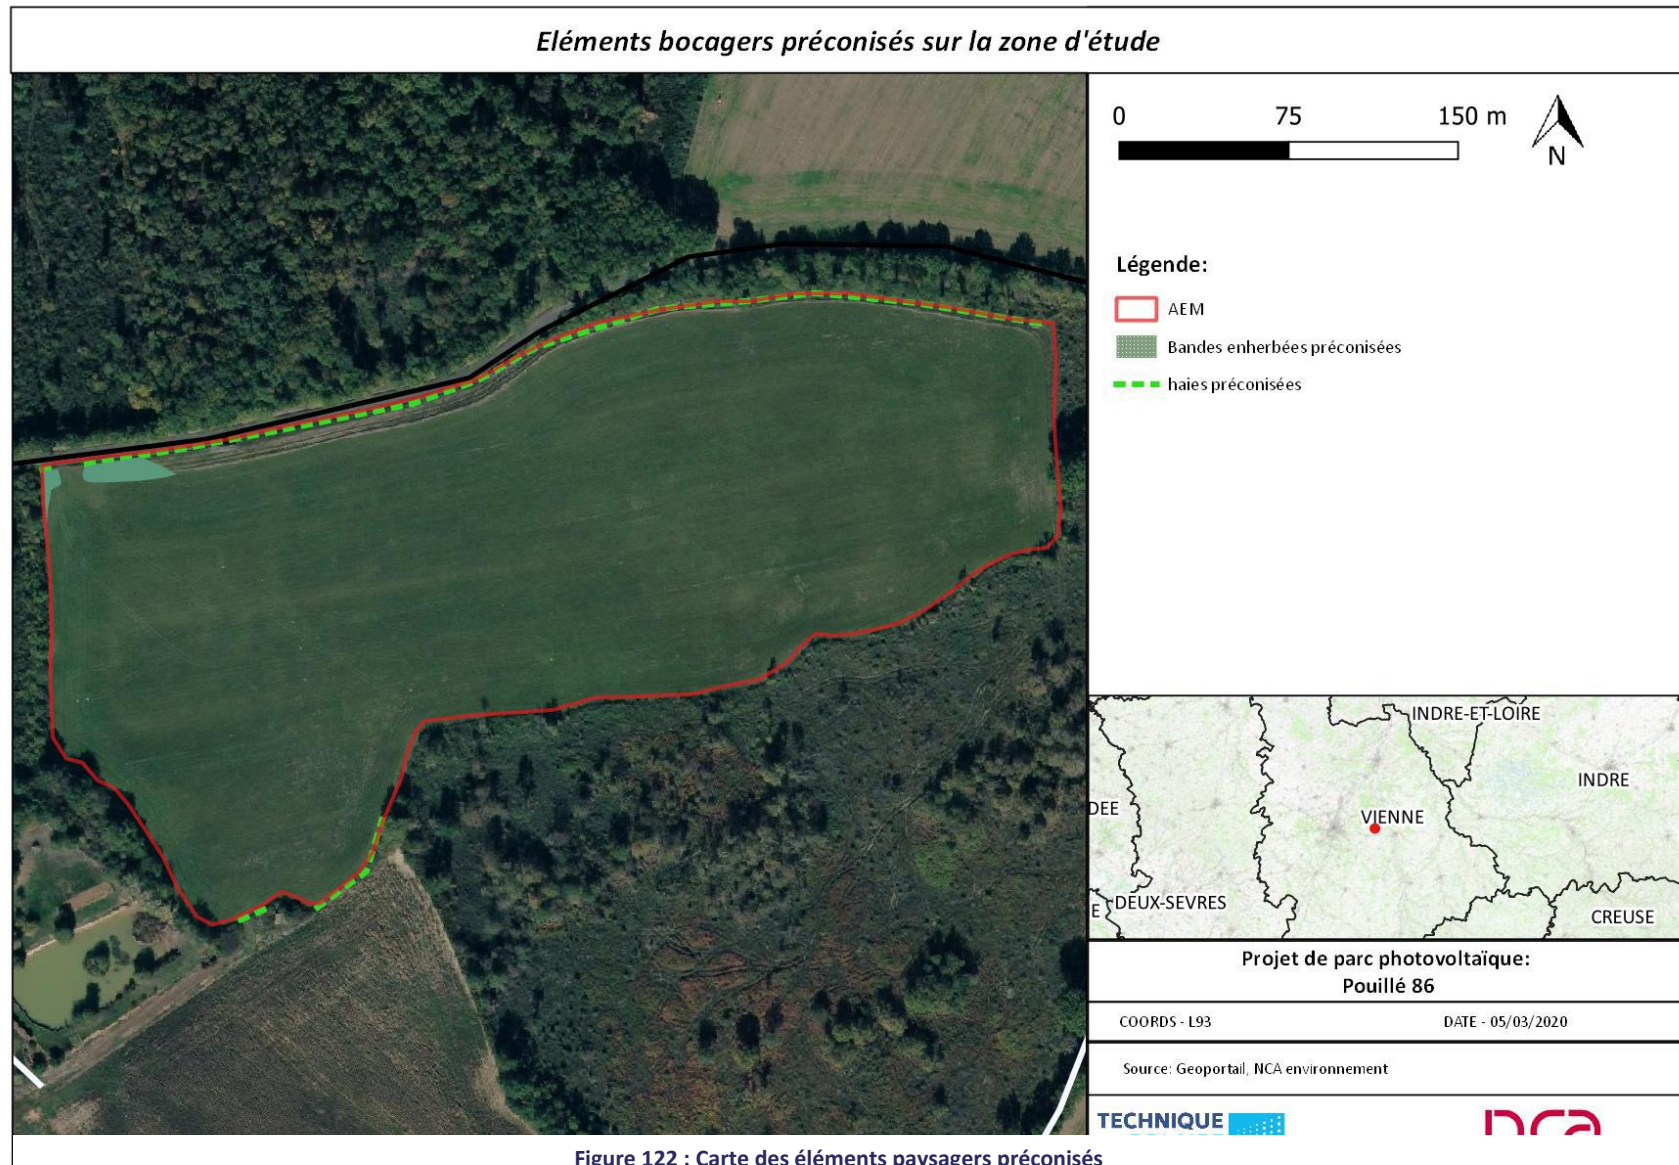 Eléments bocagers préconisés sur la zone d'étude
0 75 150 m
N
Légende:
AEM
Bandes enherbées préconisées
haies préconisées
INDRE-ET-LOIRE
INDRE
DEE
VIENNE
E
DEUX-SEVRES
CREUSE
Projet de parc photovoltaïque:
Pouillé 86
COORDS - L93 DATE - 05/03/2020
Source: Geoportail, NCA environnement
TECHNIQUE
nca
Figure 122 : Carte des éléments paysagers préconisés